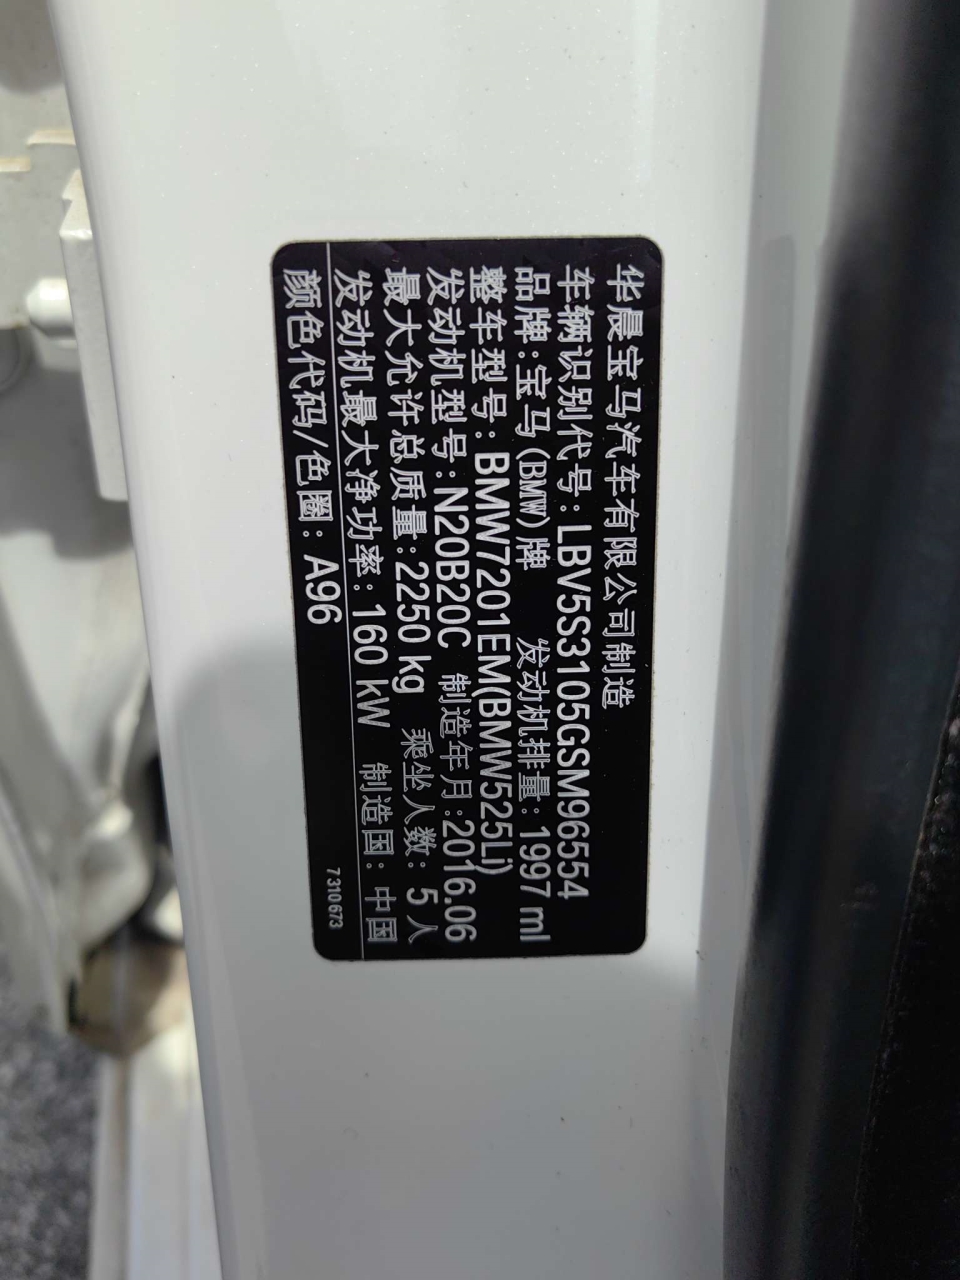 华晨宝马汽车有限公司制造
车辆识别代号：LBV5S3105GSM96554
品牌：宝马(BMW)牌 发动机排量：1997 ml
整车型号：BMW7201EM(BMW525Li)
发动机型号：N20B20C 制造年月：2016.06
最大允许总质量：2250 kg 乘坐人数：5 人
发动机最大净功率：160 kW 制造国：中国
颜色代码/色圈：A96
7310673